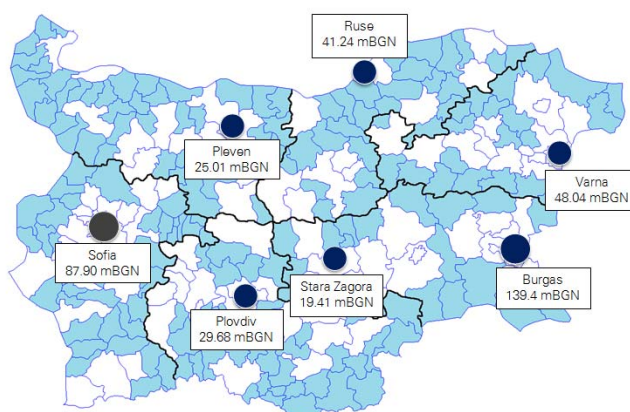 Ruse
41.24 mBGN
Pleven
25.01 mBGN
Varna
48.04 mBGN
Sofia
87.90 mBGN
Stara Zagora
19.41 mBGN
Burgas
139.4 mBGN
Plovdiv
29.68 mBGN